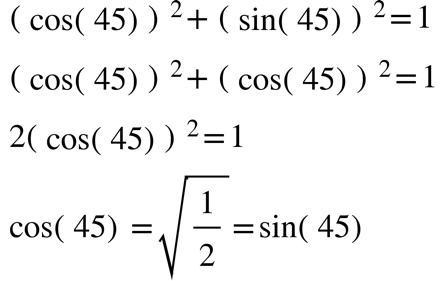 ( cos( 45) ) ²+ ( sin( 45) ) ²=1
( cos( 45) ) ²+ ( cos( 45) ) ²=1
2( cos( 45) ) ²=1
cos( 45) =√(1/2)=sin( 45)